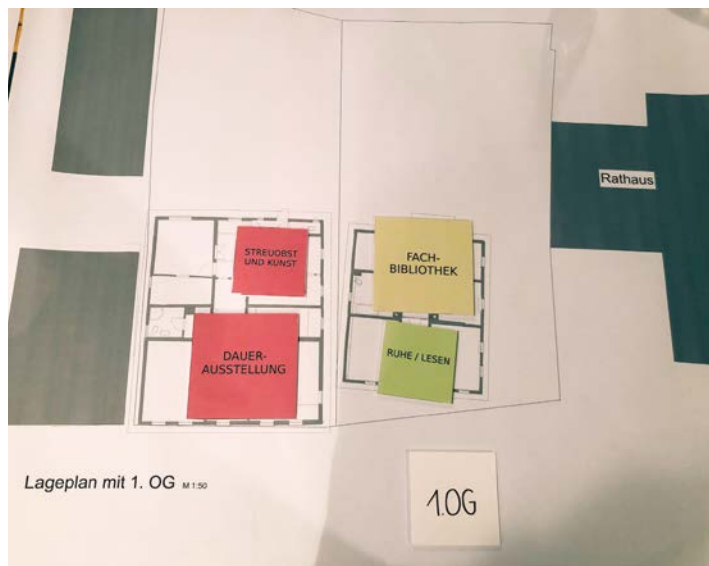 Rathaus
STREUOBST
UND KUNST
FACH-
BIBLIOTHEK
DAUER-
AUSSTELLUNG
RUHE / LESEN
Lageplan mit 1. OG M 1:50
1.OG